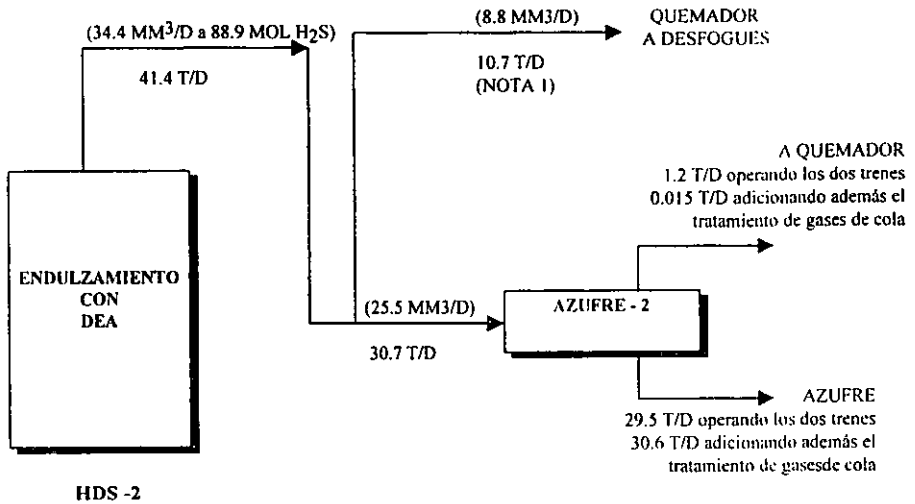 (34.4 MM³/D a 88.9 MOL H₂S)
41.4 T/D
(8.8 MM3/D)
10.7 T/D
(NOTA 1)
QUEMADOR
A DESFOGUES
A QUEMADOR
1.2 T/D operando los dos trenes
0.015 T/D adicionando además el
tratamiento de gases de cola
ENDULZAMIENTO
CON
DEA
(25.5 MM3/D)
30.7 T/D
AZUFRE - 2
AZUFRE
29.5 T/D operando los dos trenes
30.6 T/D adicionando además el
tratamiento de gasesde cola
HDS -2